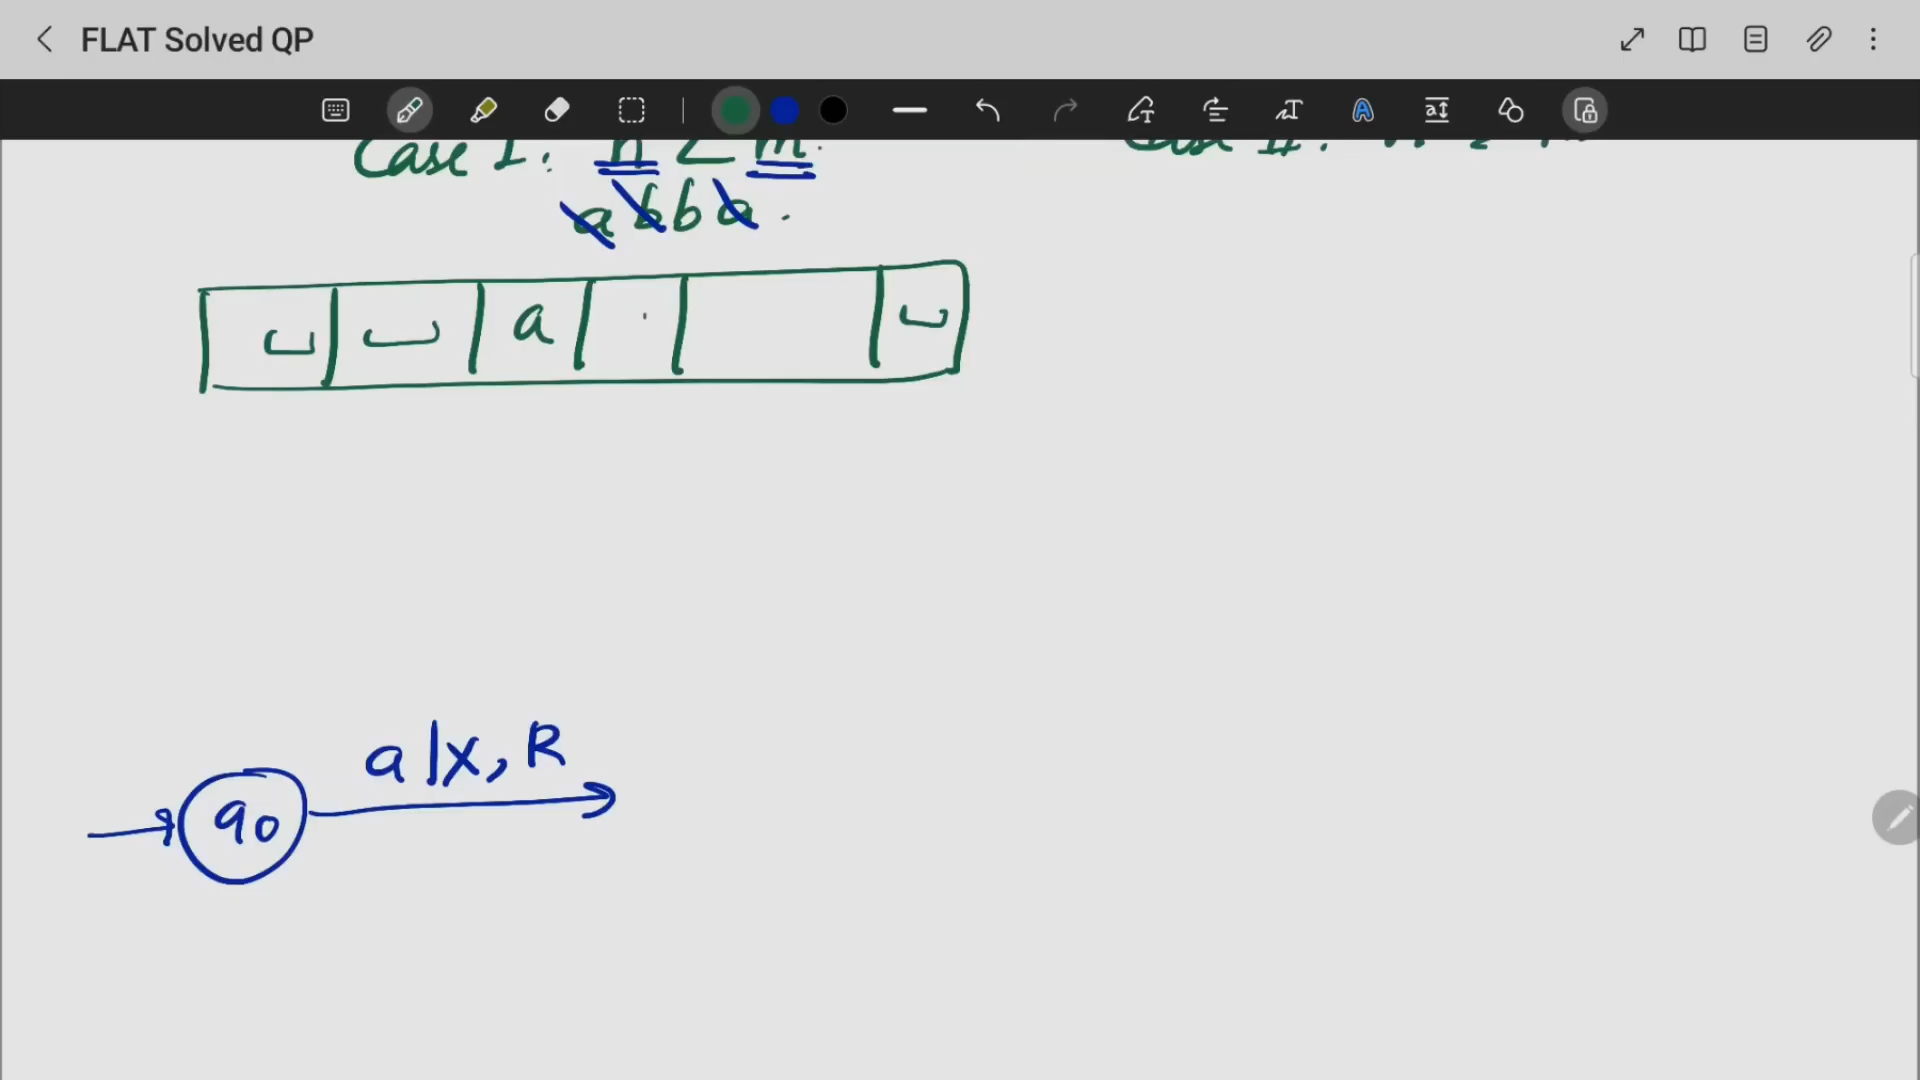 FLAT Solved QP
Case I: n < m.
abba.
␣ ␣ a ␣
a|x, R
q0